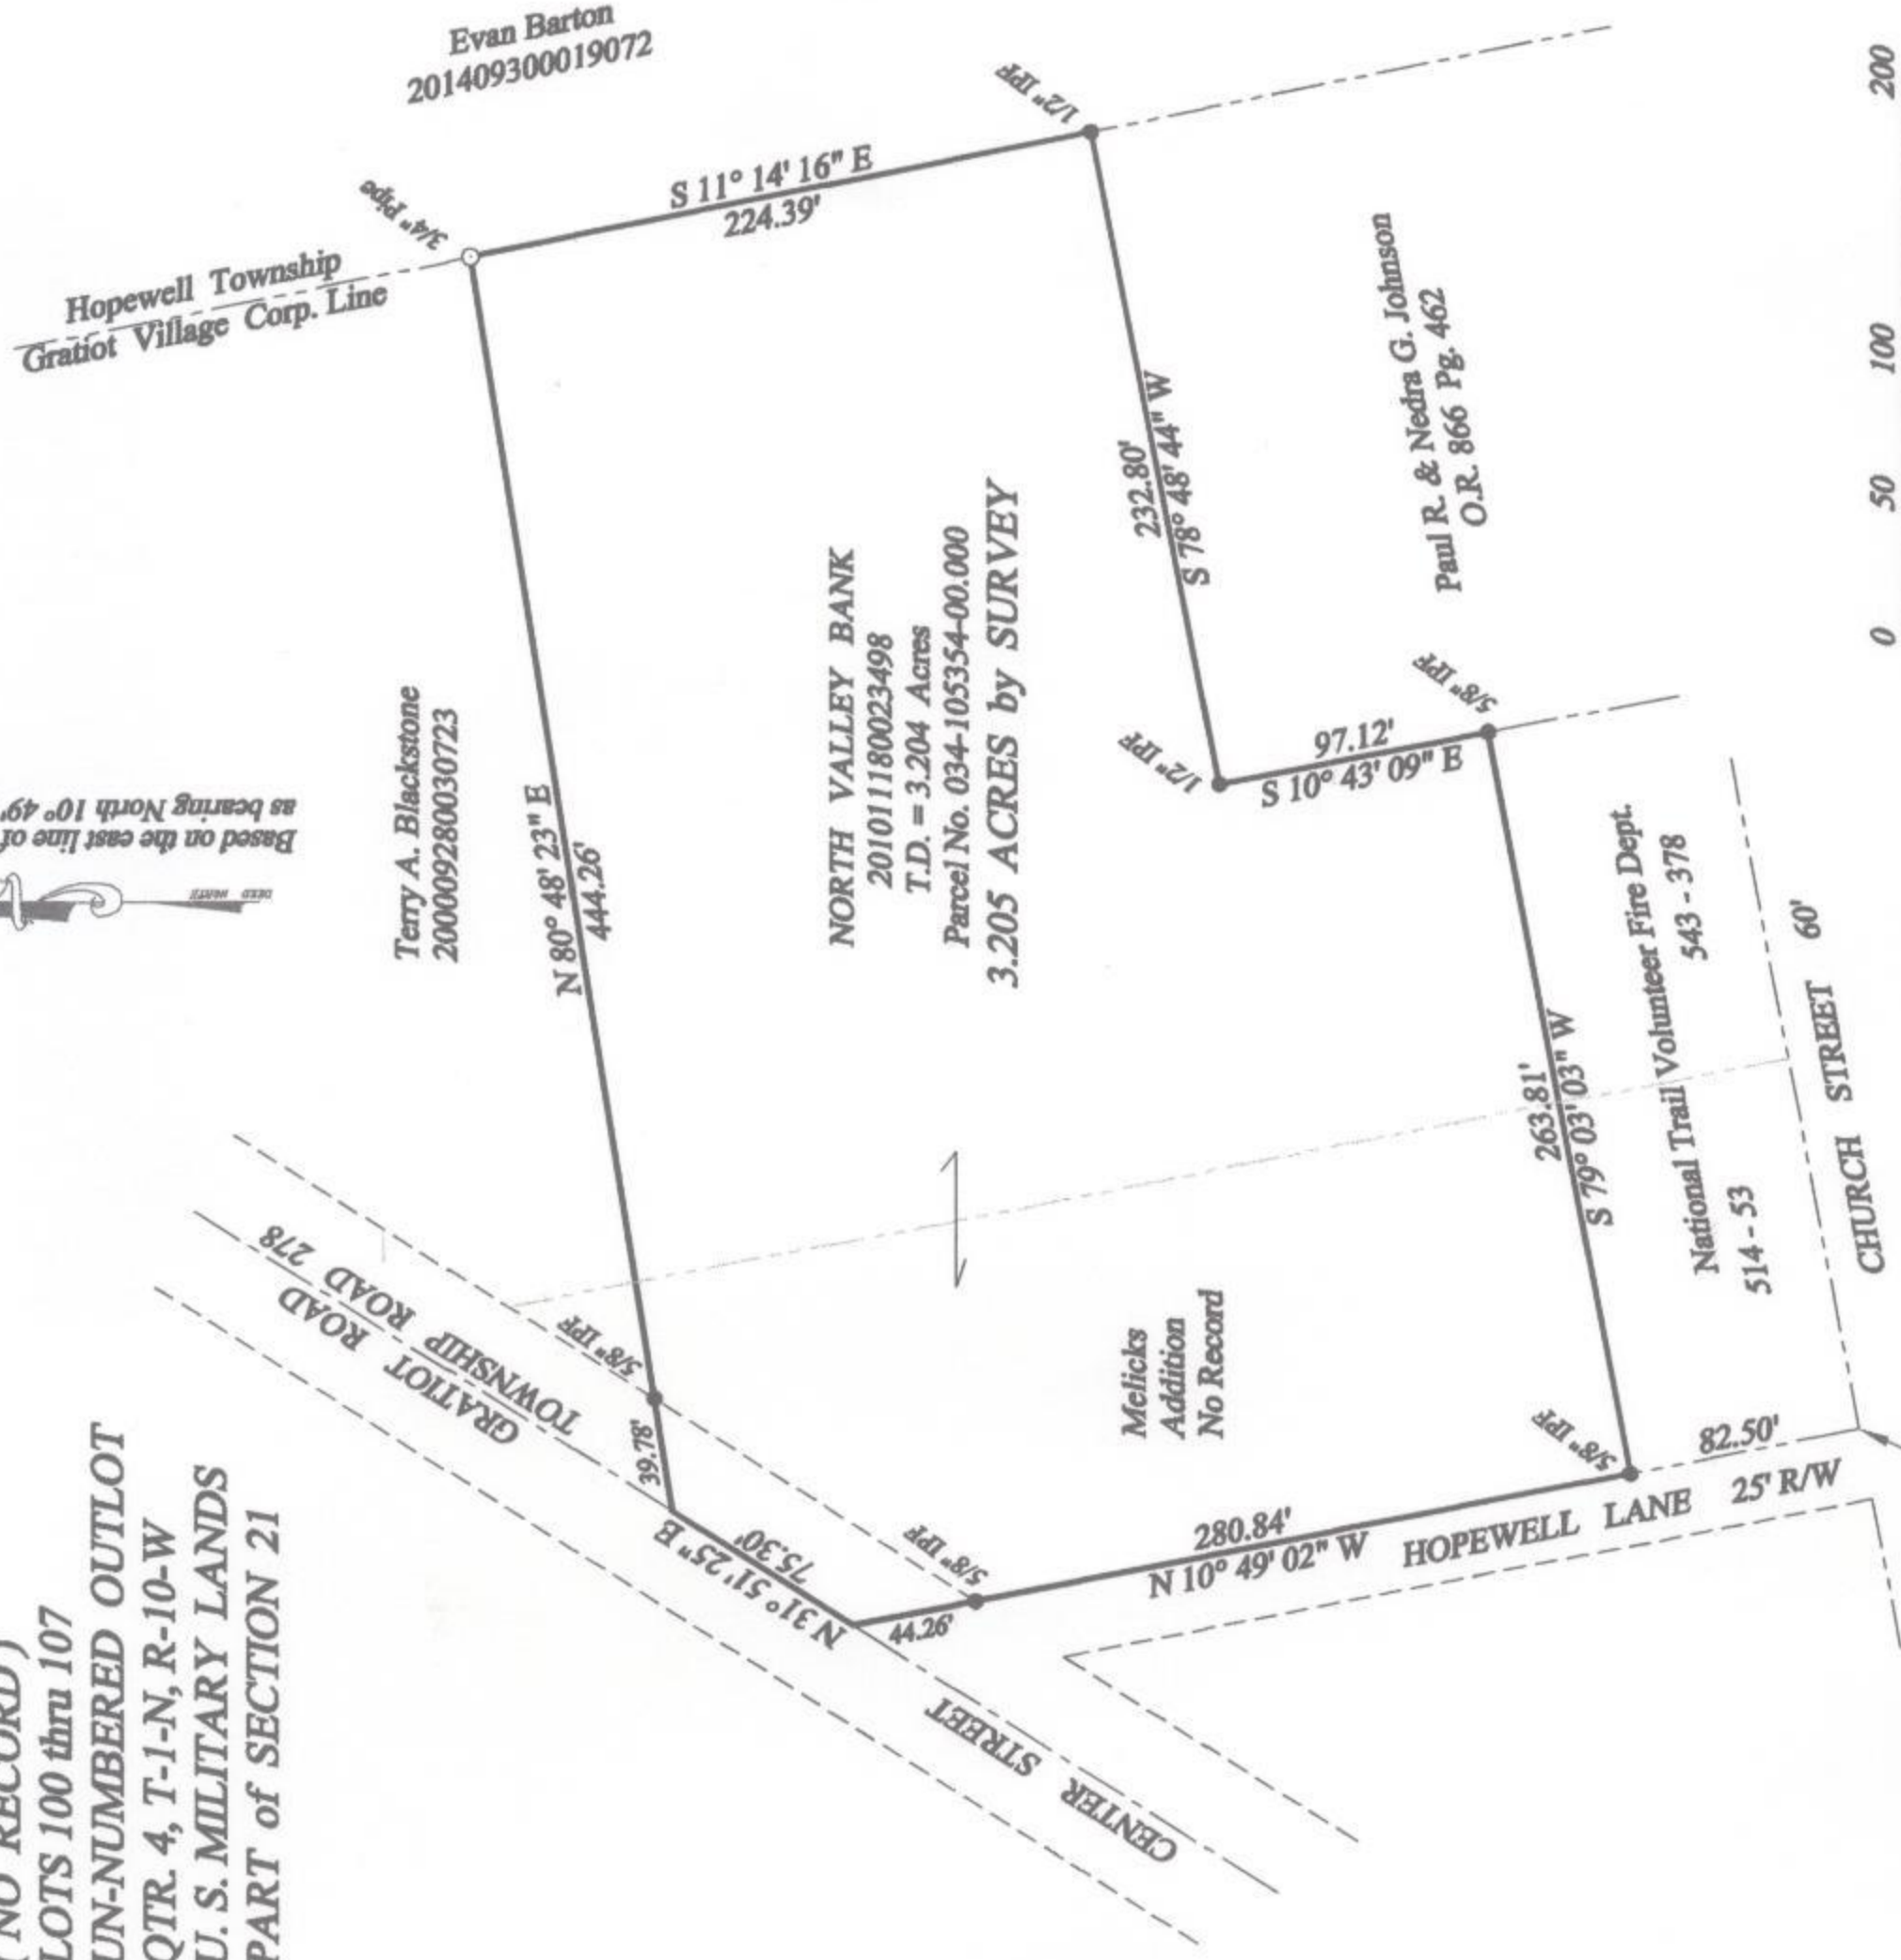 ( NO RECORD )
LOTS 100 thru 107
UN-NUMBERED OUTLOT
QTR. 4, T-1-N, R-10-W
U. S. MILITARY LANDS
PART of SECTION 21
Based on the east line of
as bearing North 10° 49'
Hopewell Township
Gratiot Village Corp. Line
Evan Barton
201409300019072
3/4" Pipe
S 11° 14' 16" E
224.39'
1/2" IPF
Terry A. Blackstone
200009280030723
N 80° 48' 23" E
444.26'
GRATIOT ROAD
TOWNSHIP ROAD 278
5/8" IPF
39.78'
N 31° 51' 25" E
75.30'
44.26'
5/8" IPF
NORTH VALLEY BANK
201011180023498
T.D. = 3.204 Acres
Parcel No. 034-105354-00.000
3.205 ACRES by SURVEY
232.80'
S 78° 48' 44" W
1/2" IPF
97.12'
S 10° 43' 09" E
5/8" IPF
Paul R. & Nedra G. Johnson
O.R. 866 Pg. 462
Melicks
Addition
No Record
280.84'
N 10° 49' 02" W
HOPEWELL LANE 25' R/W
CENTER STREET
263.81'
S 79° 03' 03" W
5/8" IPF
82.50'
National Trail Volunteer Fire Dept.
514 - 53
543 - 378
CHURCH STREET 60'
0 50 100 200